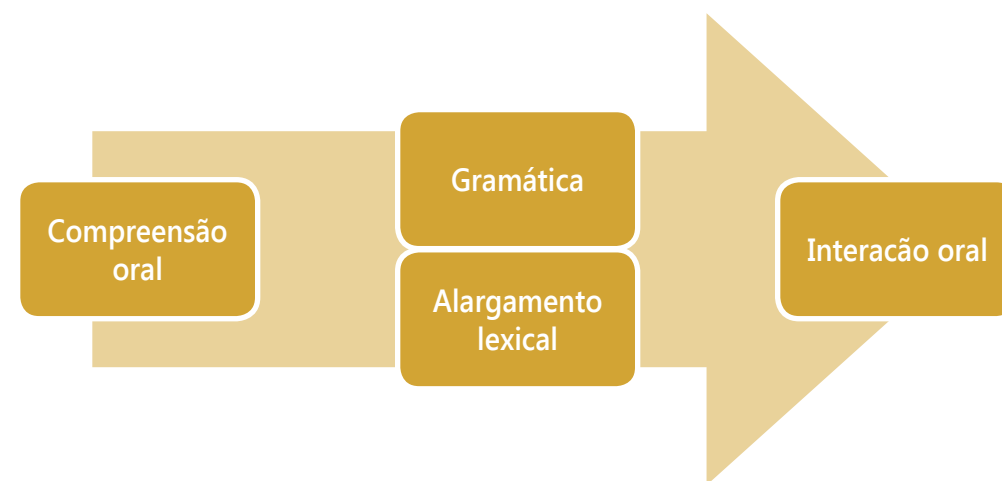 Compreensão
oral
Gramática
Alargamento
lexical
Interacão oral